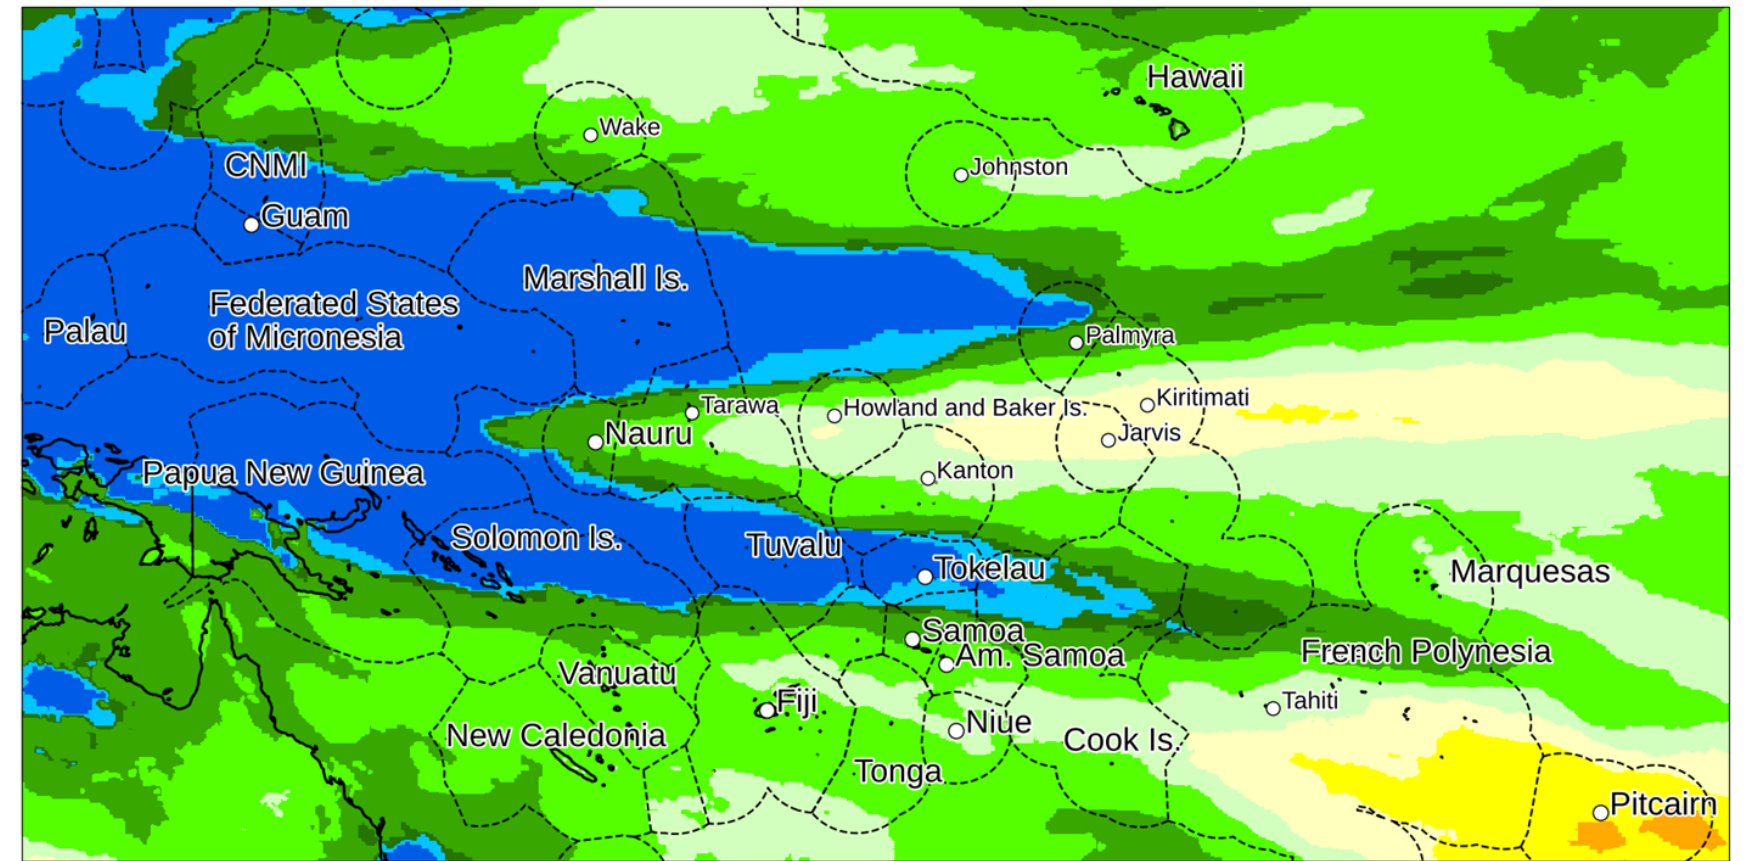 Hawaii
Wake
Johnston
CNMI
Guam
Marshall Is.
Federated States
of Micronesia
Palau
Palmyra
Kiritimati
Tarawa
Howland and Baker Is.
Nauru
Jarvis
Papua New Guinea
Kanton
Solomon Is.
Tuvalu
Tokelau
Marquesas
Samoa
Am. Samoa
French Polynesia
Vanuatu
Fiji
Tahiti
New Caledonia
Niue
Cook Is.
Tonga
Pitcairn